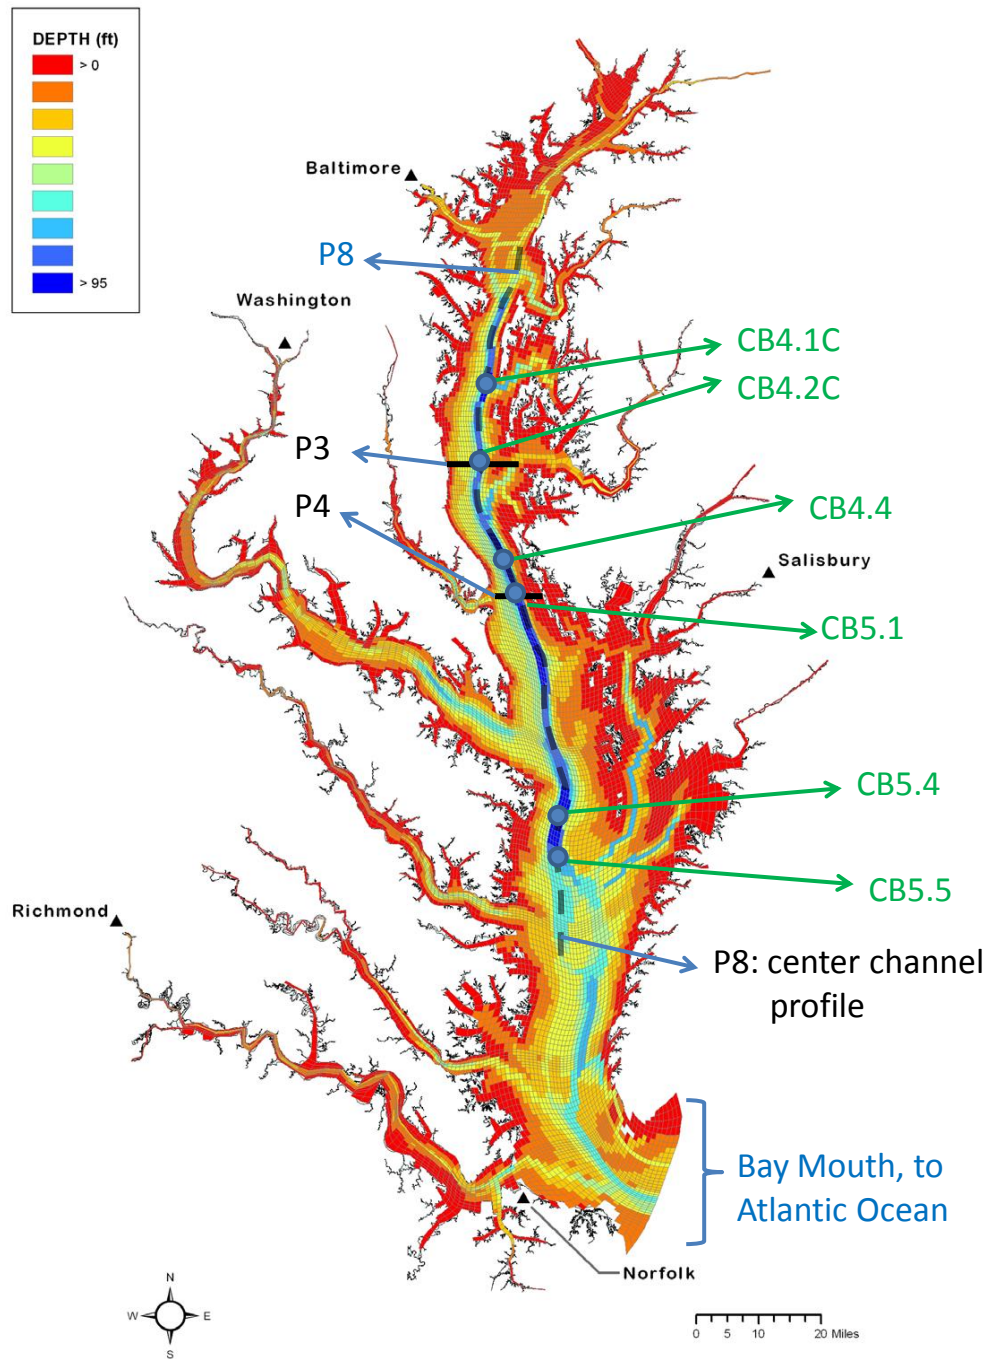 DEPTH (ft)
> 0
> 95
Baltimore
P8
Washington
CB4.1C
CB4.2C
P3
P4
CB4.4
Salisbury
CB5.1
CB5.4
CB5.5
Richmond
P8: center channel
profile
Bay Mouth, to
Atlantic Ocean
Norfolk
N
W E
S
0 5 10 20 Miles